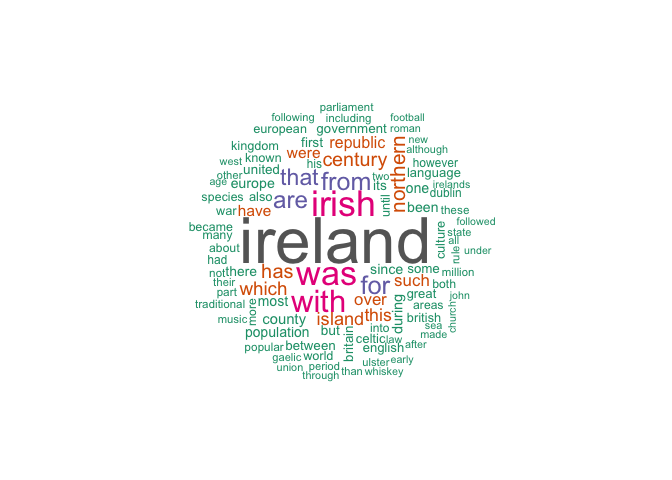 parliament
following including football
european government roman
kingdom first republic new
known were century although
west his however
other united that from two northern language
age europe its one irelands
species also are irish until dublin
war have been these
became ireland culture followed
many state
about all
had rule under
not there has was since some million
their which for such both
part most with over great john
traditional more island this during areas church
music county british
population but into sea
celtic law made
popular between britain english after
gaelic world ulster early
union period than whiskey
through